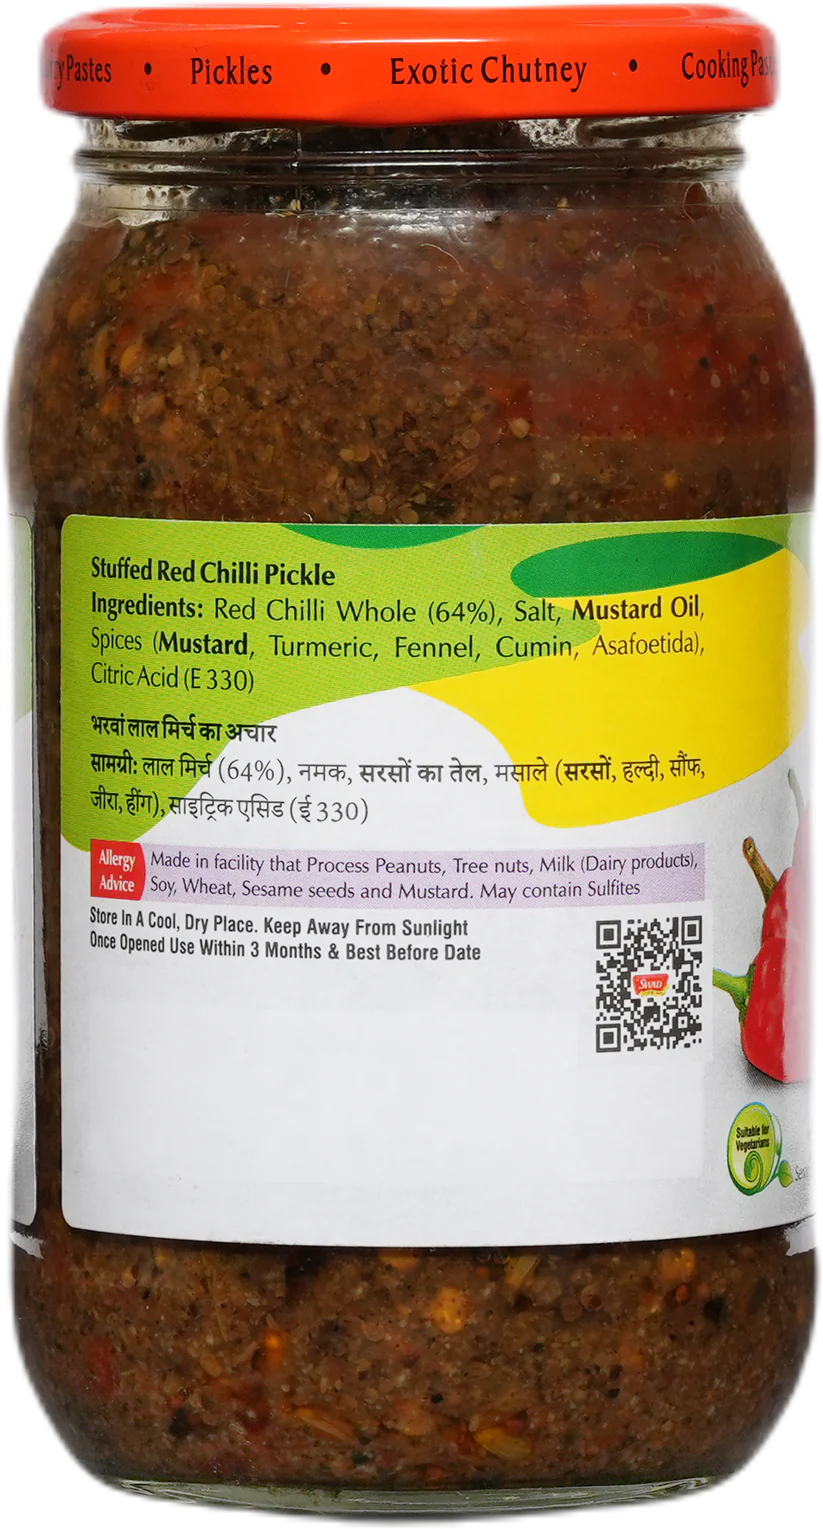 Pastes • Pickles • Exotic Chutney • Cooking
Stuffed Red Chilli Pickle
Ingredients: Red Chilli Whole (64%), Salt, Mustard Oil,
Spices (Mustard, Turmeric, Fennel, Cumin, Asafoetida),
Citric Acid (E 330)
भरवां लाल मिर्च का अचार
सामग्री: लाल मिर्च (64%), नमक, सरसों का तेल, मसाले (सरसों, हल्दी, सौंफ,
जीरा, हींग), साइट्रिक एसिड (ई 330)
Allergy
Advice
Made in facility that Process Peanuts, Tree nuts, Milk (Dairy products),
Soy, Wheat, Sesame seeds and Mustard. May contain Sulfites
Store In A Cool, Dry Place. Keep Away From Sunlight
Once Opened Use Within 3 Months & Best Before Date
SWAD
Suitable for
Vegetarians